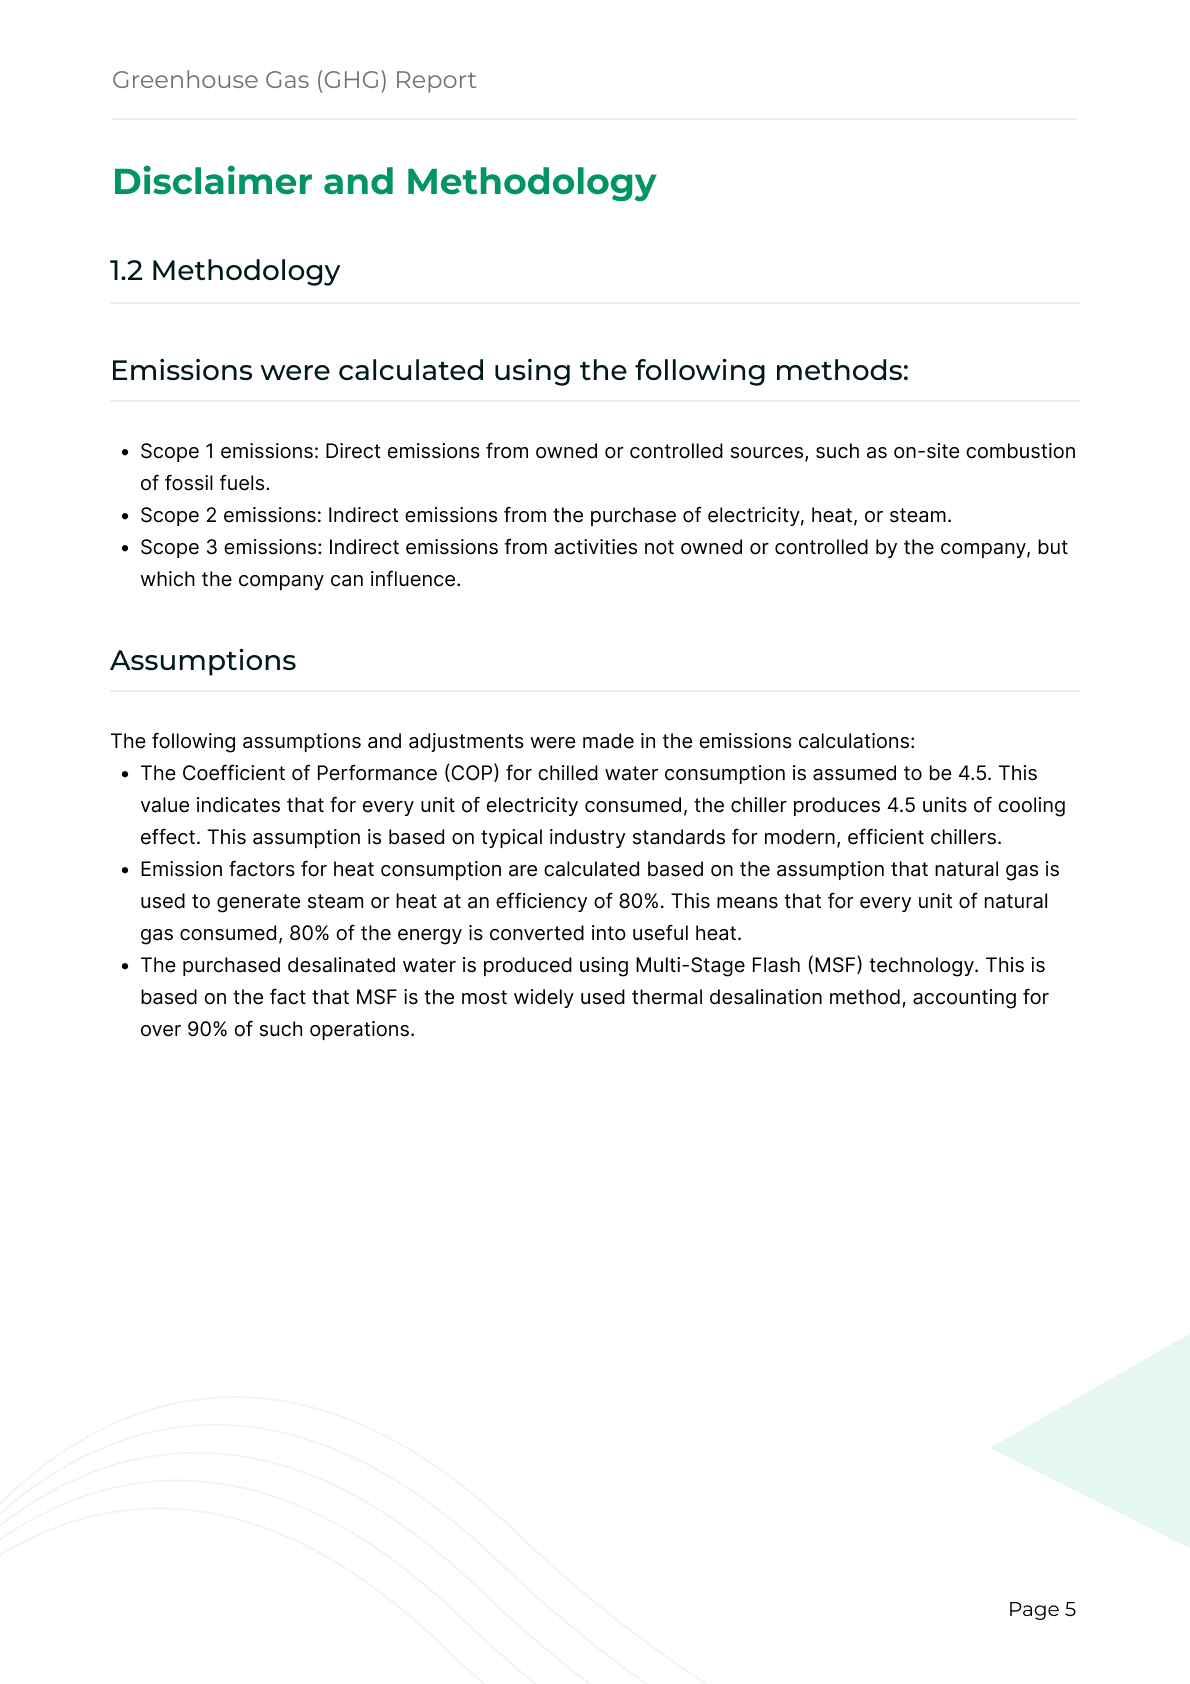 Greenhouse Gas (GHG) Report
Disclaimer and Methodology
1.2 Methodology
Emissions were calculated using the following methods:
• Scope 1 emissions: Direct emissions from owned or controlled sources, such as on-site combustion
of fossil fuels.
• Scope 2 emissions: Indirect emissions from the purchase of electricity, heat, or steam.
• Scope 3 emissions: Indirect emissions from activities not owned or controlled by the company, but
which the company can influence.
Assumptions
The following assumptions and adjustments were made in the emissions calculations:
• The Coefficient of Performance (COP) for chilled water consumption is assumed to be 4.5. This
value indicates that for every unit of electricity consumed, the chiller produces 4.5 units of cooling
effect. This assumption is based on typical industry standards for modern, efficient chillers.
• Emission factors for heat consumption are calculated based on the assumption that natural gas is
used to generate steam or heat at an efficiency of 80%. This means that for every unit of natural
gas consumed, 80% of the energy is converted into useful heat.
• The purchased desalinated water is produced using Multi-Stage Flash (MSF) technology. This is
based on the fact that MSF is the most widely used thermal desalination method, accounting for
over 90% of such operations.
Page 5